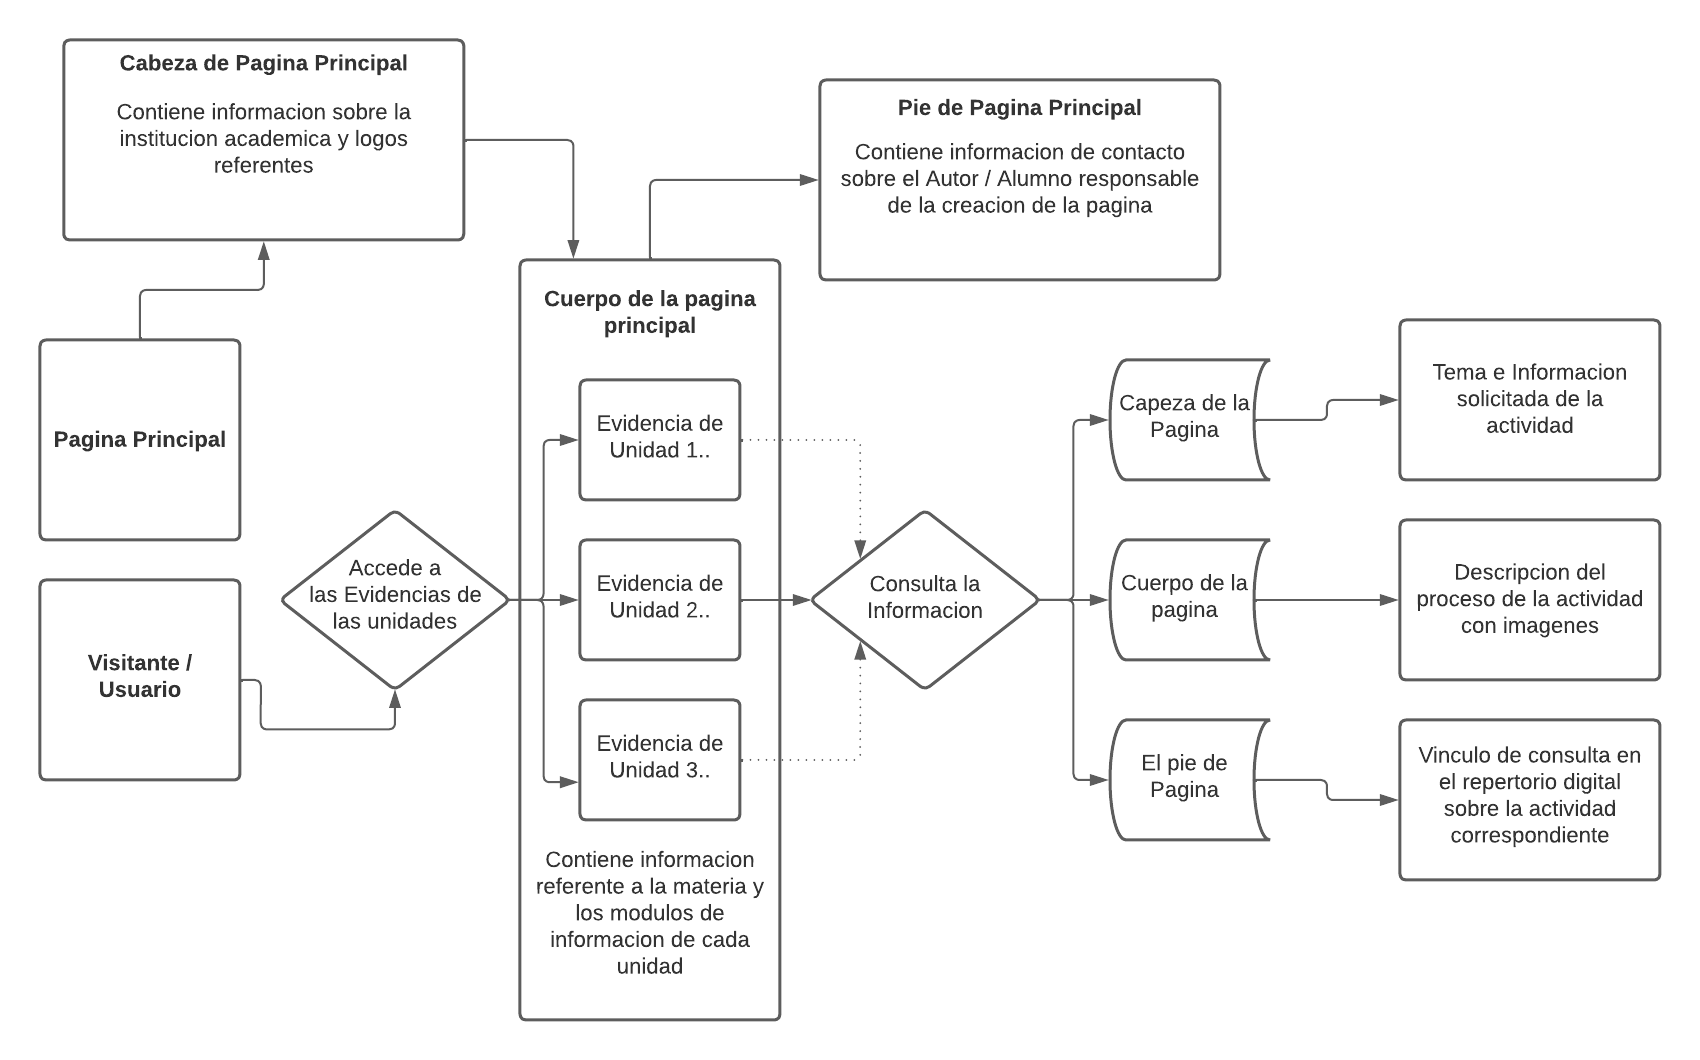 Cabeza de Pagina Principal
Contiene informacion sobre la
institucion academica y logos
referentes
Pie de Pagina Principal
Contiene informacion de contacto
sobre el Autor / Alumno responsable
de la creacion de la pagina
Pagina Principal
Visitante /
Usuario
Accede a
las Evidencias de
las unidades
Cuerpo de la pagina
principal
Evidencia de
Unidad 1..
Evidencia de
Unidad 2..
Evidencia de
Unidad 3..
Contiene informacion
referente a la materia y
los modulos de
informacion de cada
unidad
Consulta la
Informacion
Capeza de la
Pagina
Tema e Informacion
solicitada de la
actividad
Cuerpo de la
pagina
Descripcion del
proceso de la actividad
con imagenes
El pie de
Pagina
Vinculo de consulta en
el repertorio digital
sobre la actividad
correspondiente